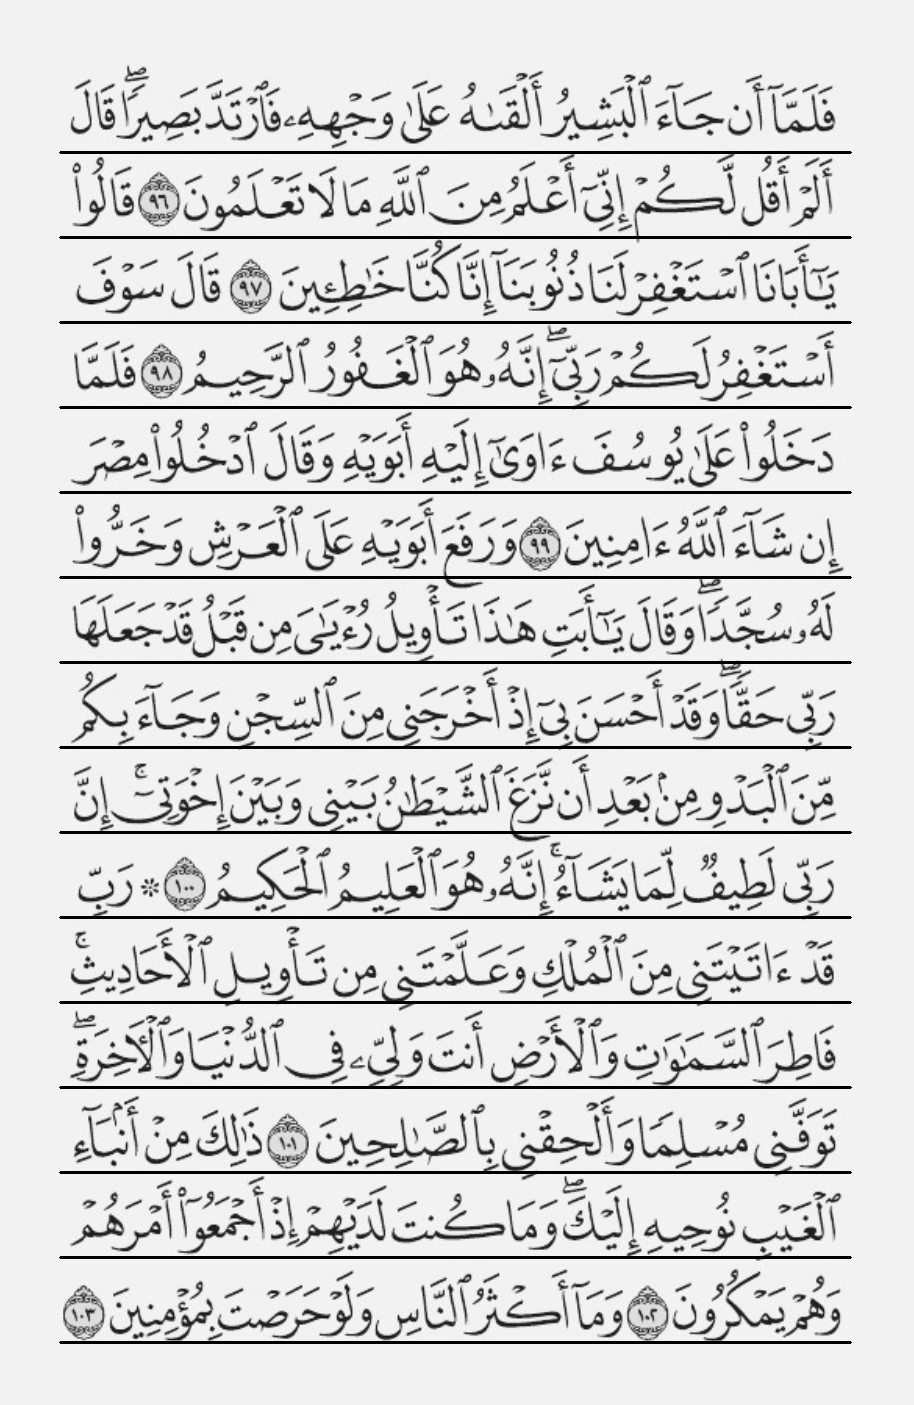 فَلَمَّآ أَن جَآءَ ٱلۡبَشِيرُ أَلۡقَىٰهُ عَلَىٰ وَجۡهِهِۦ فَٱرۡتَدَّ بَصِيرٗاۖ قَالَ
أَلَمۡ أَقُل لَّكُمۡ إِنِّيٓ أَعۡلَمُ مِنَ ٱللَّهِ مَا لَا تَعۡلَمُونَ ٩٦ قَالُواْ
يَـٰٓأَبَانَا ٱسۡتَغۡفِرۡ لَنَا ذُنُوبَنَآ إِنَّا كُنَّا خَٰطِـِٔينَ ٩٧ قَالَ سَوۡفَ
أَسۡتَغۡفِرُ لَكُمۡ رَبِّيٓۖ إِنَّهُۥ هُوَ ٱلۡغَفُورُ ٱلرَّحِيمُ ٩٨ فَلَمَّا
دَخَلُواْ عَلَىٰ يُوسُفَ ءَاوَىٰٓ إِلَيۡهِ أَبَوَيۡهِ وَقَالَ ٱدۡخُلُواْ مِصۡرَ
إِن شَآءَ ٱللَّهُ ءَامِنِينَ ٩٩ وَرَفَعَ أَبَوَيۡهِ عَلَى ٱلۡعَرۡشِ وَخَرُّواْ
لَهُۥ سُجَّدٗاۖ وَقَالَ يَـٰٓأَبَتِ هَٰذَا تَأۡوِيلُ رُءۡيَٰيَ مِن قَبۡلُ قَدۡ جَعَلَهَا
رَبِّي حَقّٗاۖ وَقَدۡ أَحۡسَنَ بِيٓ إِذۡ أَخۡرَجَنِي مِنَ ٱلسِّجۡنِ وَجَآءَ بِكُم
مِّنَ ٱلۡبَدۡوِ مِنۢ بَعۡدِ أَن نَّزَغَ ٱلشَّيۡطَٰنُ بَيۡنِي وَبَيۡنَ إِخۡوَتِيٓۚ إِنَّ
رَبِّي لَطِيفٞ لِّمَا يَشَآءُۚ إِنَّهُۥ هُوَ ٱلۡعَلِيمُ ٱلۡحَكِيمُ ١٠٠ ۞ رَبِّ
قَدۡ ءَاتَيۡتَنِي مِنَ ٱلۡمُلۡكِ وَعَلَّمۡتَنِي مِن تَأۡوِيلِ ٱلۡأَحَادِيثِۚ
فَاطِرَ ٱلسَّمَٰوَٰتِ وَٱلۡأَرۡضِ أَنتَ وَلِيِّۦ فِي ٱلدُّنۡيَا وَٱلۡأٓخِرَةِۖ
تَوَفَّنِي مُسۡلِمٗا وَأَلۡحِقۡنِي بِٱلصَّٰلِحِينَ ١٠١ ذَٰلِكَ مِنۡ أَنۢبَآءِ
ٱلۡغَيۡبِ نُوحِيهِ إِلَيۡكَۖ وَمَا كُنتَ لَدَيۡهِمۡ إِذۡ أَجۡمَعُوٓاْ أَمۡرَهُمۡ
وَهُمۡ يَمۡكُرُونَ ١٠٢ وَمَآ أَكۡثَرُ ٱلنَّاسِ وَلَوۡ حَرَصۡتَ بِمُؤۡمِنِينَ ١٠٣